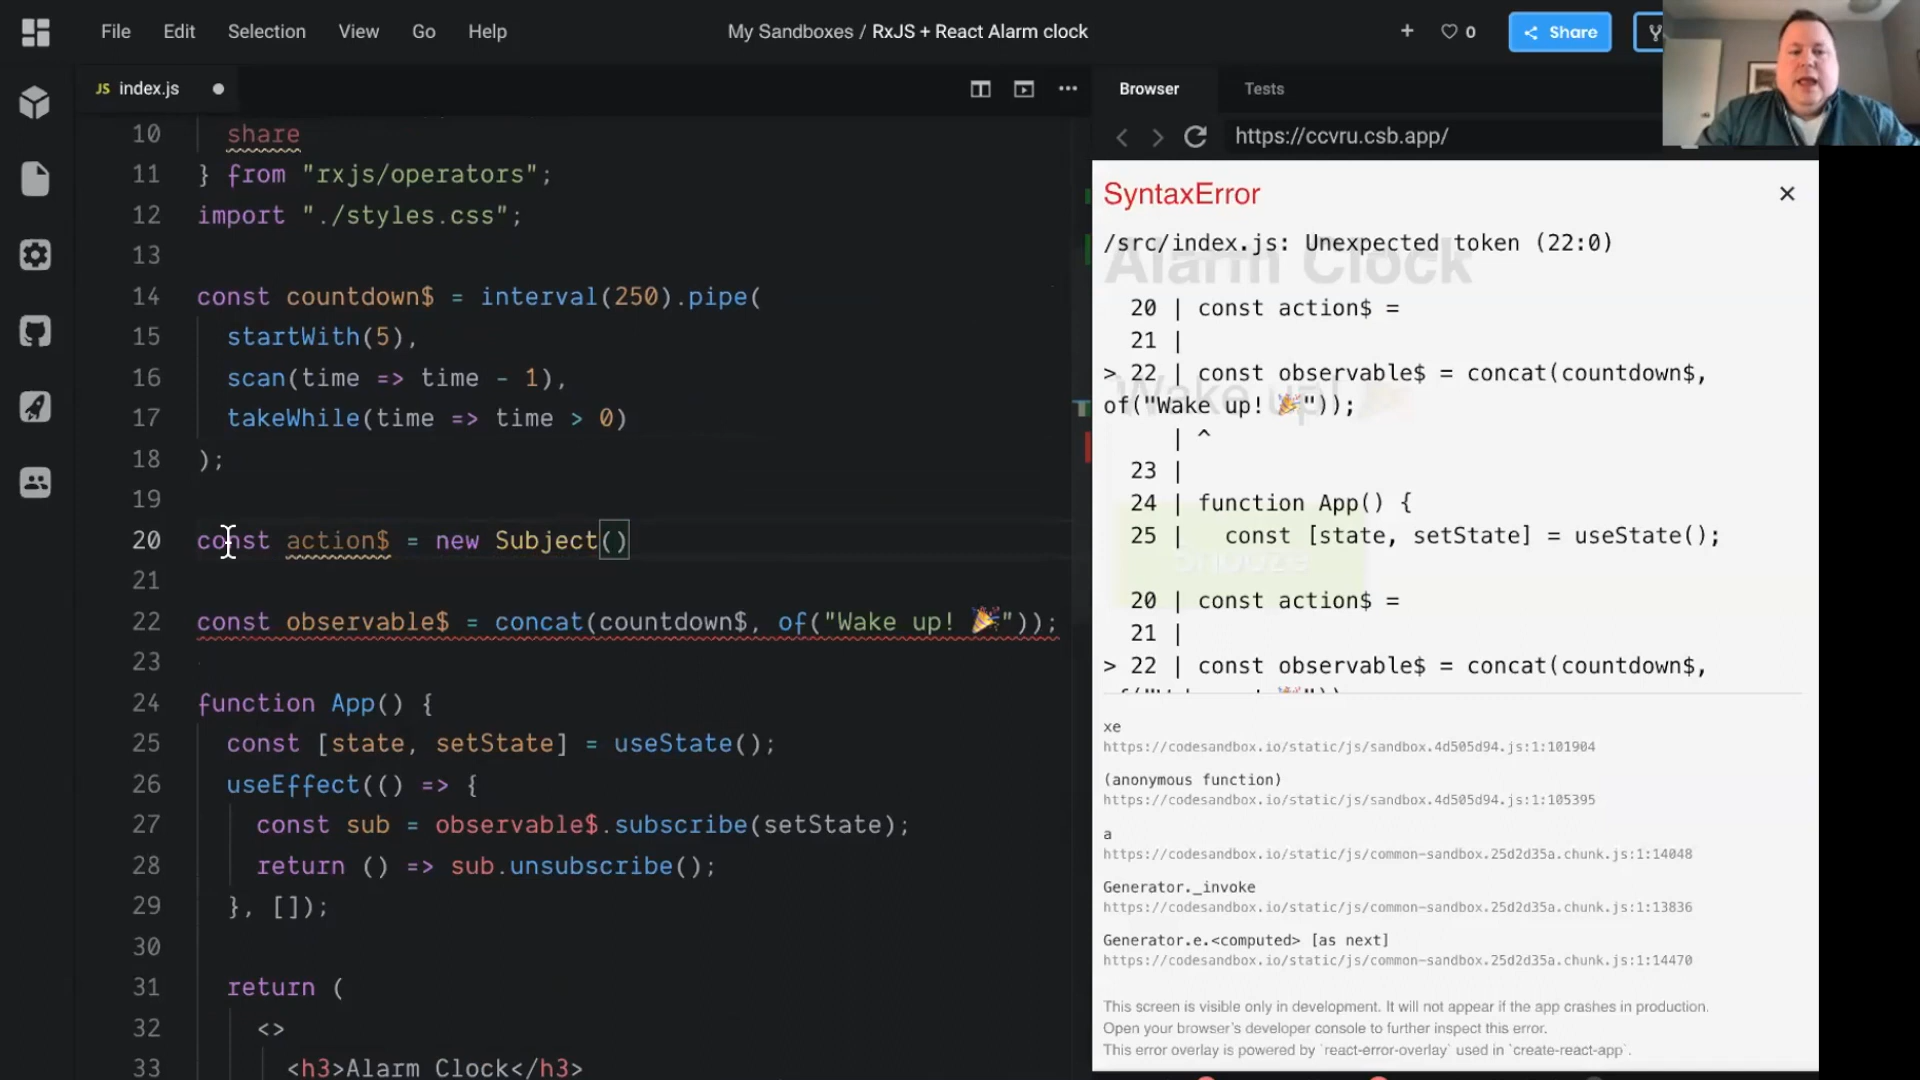 File Edit Selection View Go Help
My Sandboxes / RxJS + React Alarm clock
+ 0 Share
JS index.js
Browser Tests
https://ccvru.csb.app/
10 share
11 } from "rxjs/operators";
12 import "./styles.css";
13
14 const countdown$ = interval(250).pipe(
15 startWith(5),
16 scan(time => time - 1),
17 takeWhile(time => time > 0)
18 );
19
20 const action$ = new Subject()
21
22 const observable$ = concat(countdown$, of("Wake up! 🎉"));
23
24 function App() {
25 const [state, setState] = useState();
26 useEffect(() => {
27 const sub = observable$.subscribe(setState);
28 return () => sub.unsubscribe();
29 }, []);
30
31 return (
32 <>
33 <h3>Alarm Clock</h3>
SyntaxError
/src/index.js: Unexpected token (22:0)
Alarm Clock
20 | const action$ =
21 |
> 22 | const observable$ = concat(countdown$,
of("Wake up! 🎉"));
Wake up! 🎉
| ^
23 |
24 | function App() {
25 | const [state, setState] = useState();
SNOOZE
20 | const action$ =
21 |
> 22 | const observable$ = concat(countdown$,
xe
https://codesandbox.io/static/js/sandbox.4d505d94.js:1:101904
(anonymous function)
https://codesandbox.io/static/js/sandbox.4d505d94.js:1:105395
a
https://codesandbox.io/static/js/common-sandbox.25d2d35a.chunk.js:1:14048
Generator._invoke
https://codesandbox.io/static/js/common-sandbox.25d2d35a.chunk.js:1:13836
Generator.e.<computed> [as next]
https://codesandbox.io/static/js/common-sandbox.25d2d35a.chunk.js:1:14470
This screen is visible only in development. It will not appear if the app crashes in production.
Open your browser's developer console to further inspect this error.
This error overlay is powered by `react-error-overlay` used in `create-react-app`.